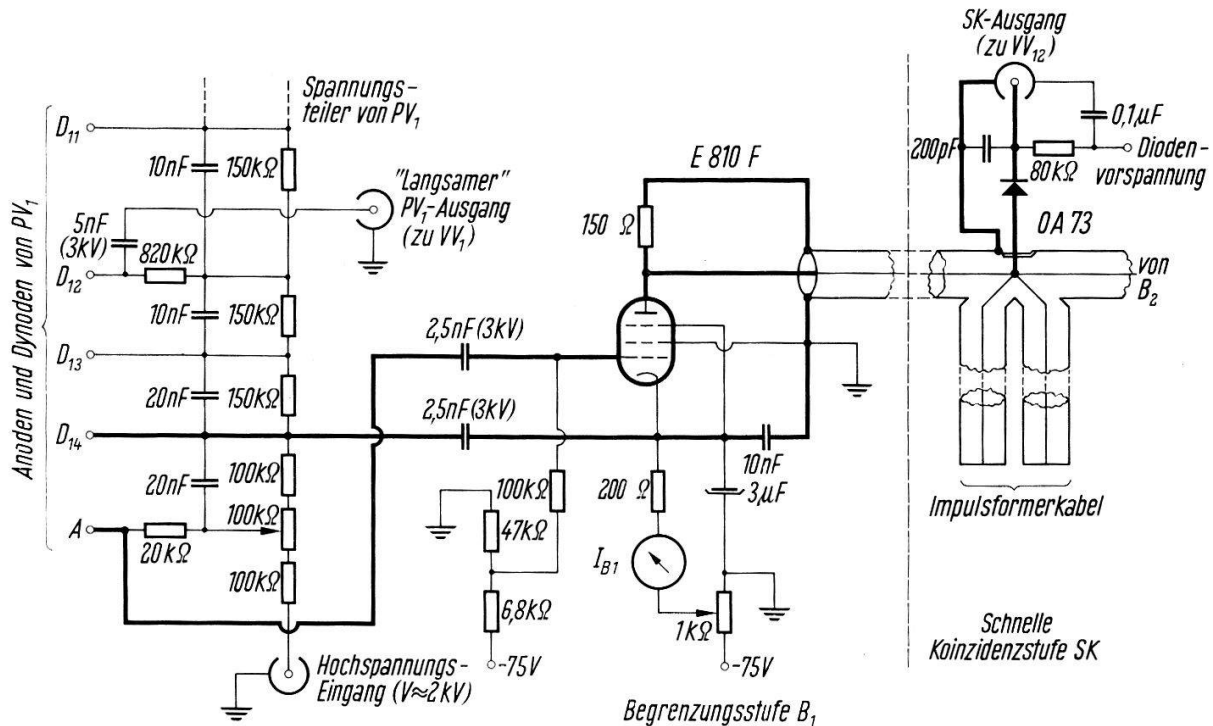 Anoden und Dynoden von PV₁
Spannungs-
teiler von PV₁
D₁₁
10nF
150kΩ
"Langsamer"
PV₁-Ausgang
(zu VV₁)
5nF
(3kV)
820kΩ
D₁₂
10nF
150kΩ
D₁₃
20nF
150kΩ
D₁₄
20nF
100kΩ
100kΩ
A
20kΩ
100kΩ
Hochspannungs-
Eingang (V≈2kV)
2,5nF(3kV)
2,5nF(3kV)
E 810 F
150 Ω
100kΩ
47kΩ
6,8kΩ
-75V
200 Ω
I_B1
1kΩ
-75V
10nF
3μF
Begrenzungsstufe B₁
SK-Ausgang
(zu VV₁₂)
200pF
0,1μF
80kΩ
Dioden-
vorspannung
OA 73
von
B₂
Impulsformerkabel
Schnelle
Koinzidenzstufe SK